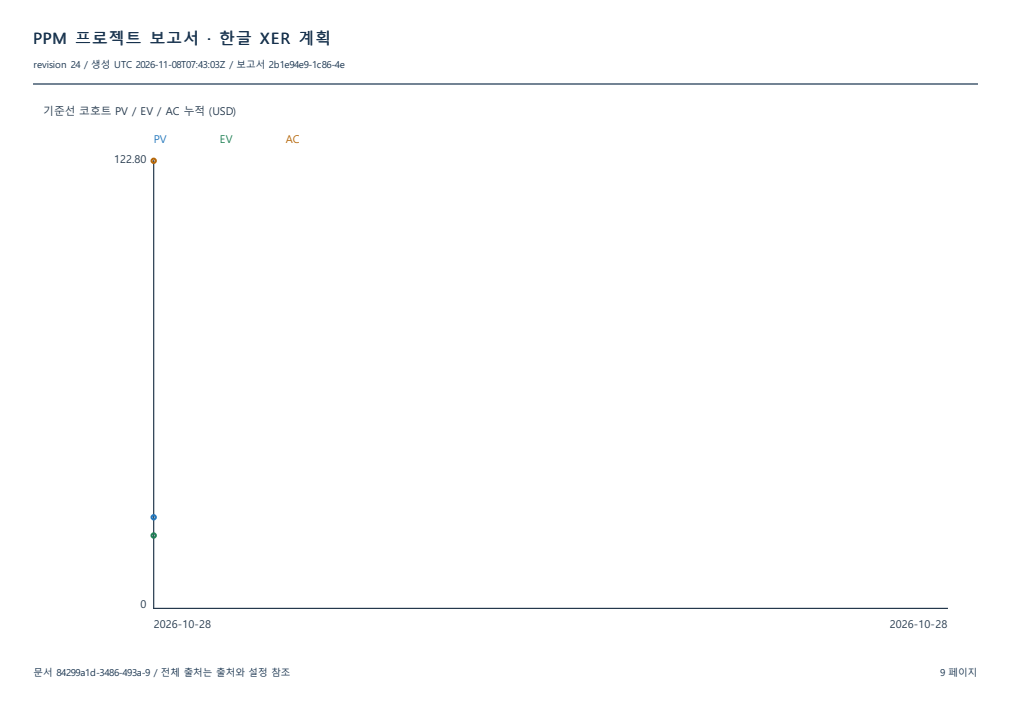 PPM 프로젝트 보고서 · 한글 XER 계획
revision 24 / 생성 UTC 2026-11-08T07:43:03Z / 보고서 2b1e94e9-1c86-4e
기준선 코호트 PV / EV / AC 누적 (USD)
PV EV AC
122.80
0
2026-10-28 2026-10-28
문서 84299a1d-3486-493a-9 / 전체 출처는 출처와 설정 참조 9 페이지